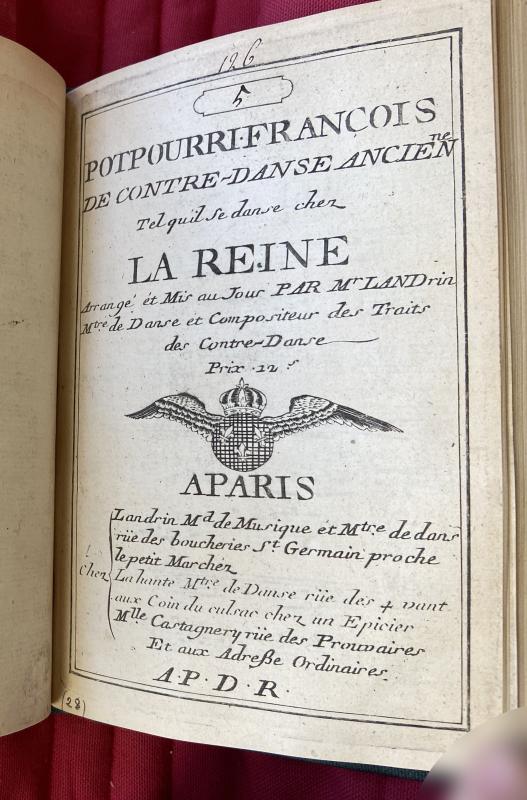 126
5
POTPOURRI·FRANCOIS
DE CONTRE-DANSE ANCIENne
Tel qu'il Se danse chez
LA REINE
Arrangé et Mis au Jour PAR Mr LANDrin
Mtre de Danse et Compositeur des Traits
des Contre-Danse
Prix 12 s
APARIS
Landrin Md de Musique et Mtre de dans
rüe des boucheries St Germain proche
le petit Marchéz
Chez La hante Mtre de Danse rüe des 4 vant
aux Coin du culsac chez un Epicier
Mlle Castagnery rüe des Prouvaires
Et aux Adreße Ordinaires
A·P·D·R·
(28)